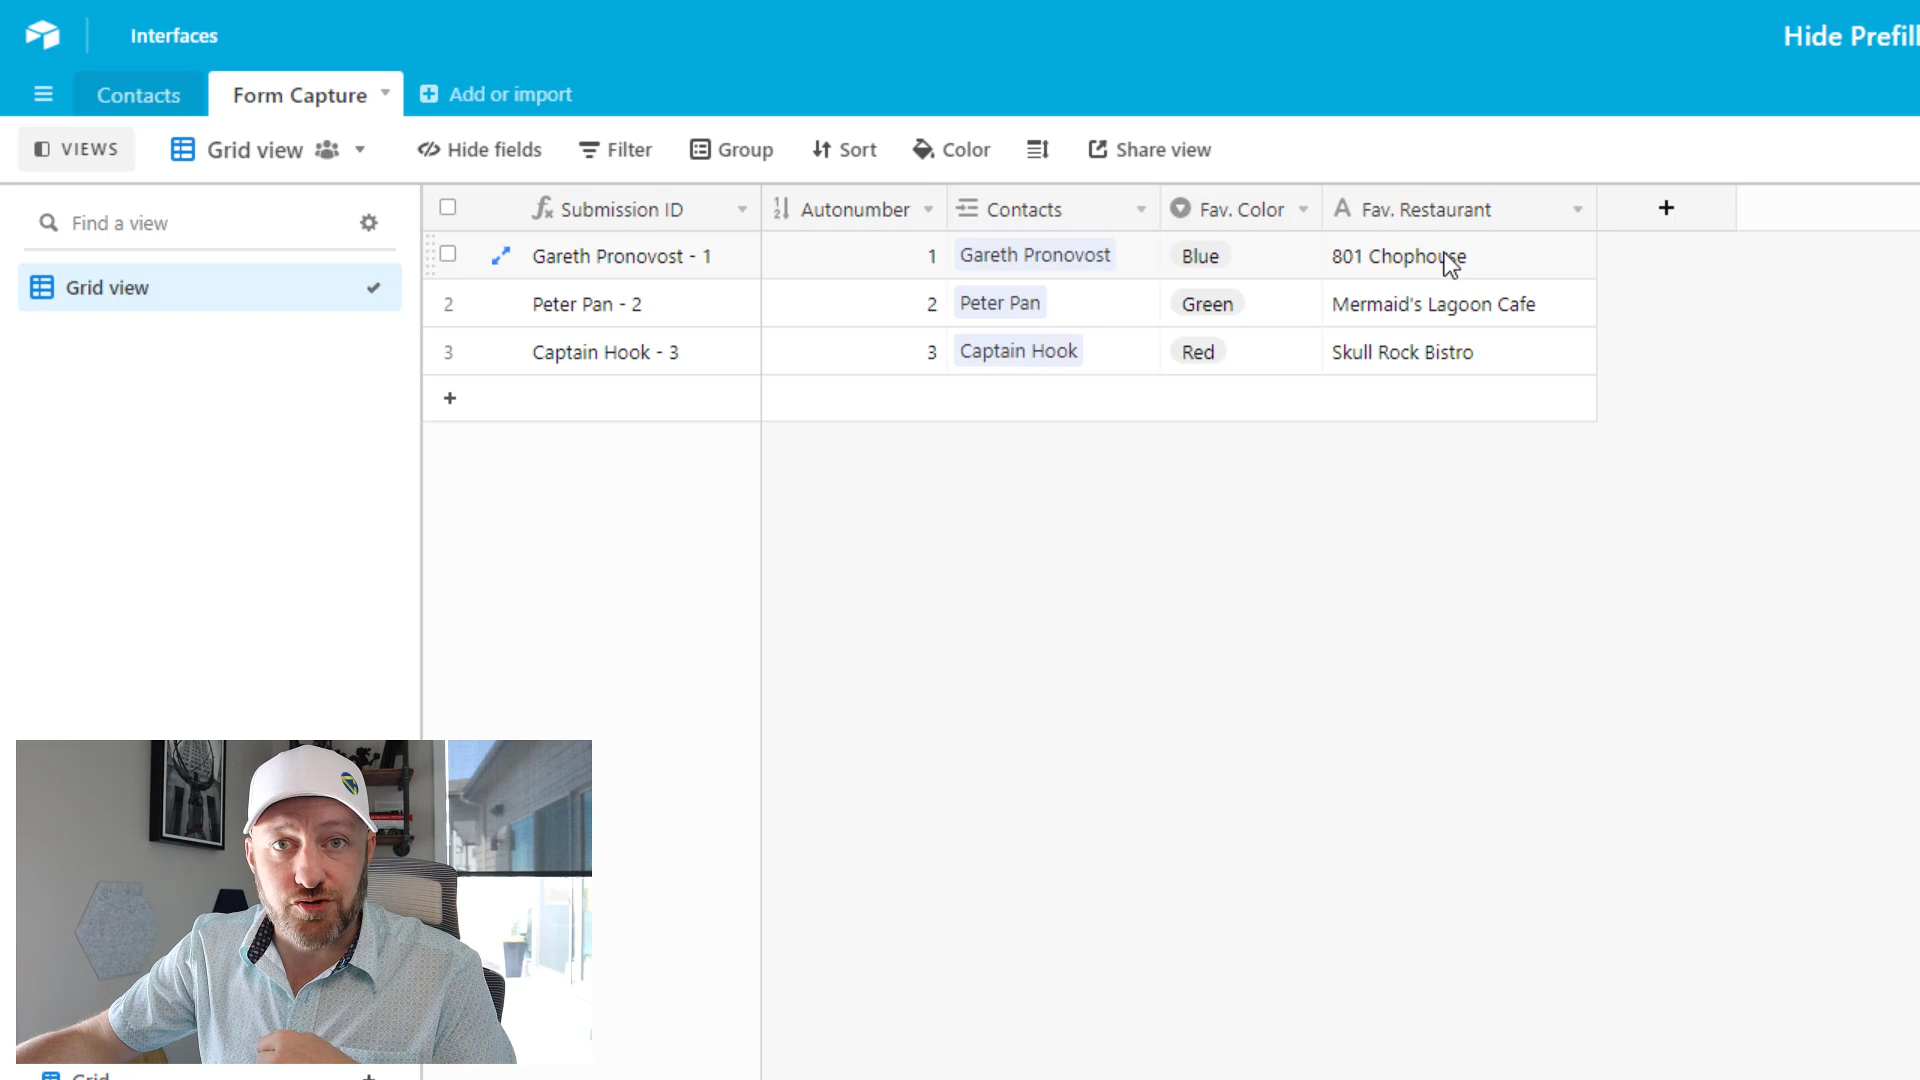 Interfaces
Hide Prefill
Contacts
Form Capture
Add or import
VIEWS
Grid view
Hide fields
Filter
Group
Sort
Color
Share view
Find a view
Grid view
Submission ID Autonumber Contacts Fav. Color Fav. Restaurant
Gareth Pronovost - 1 1 Gareth Pronovost Blue 801 Chophouse
2 Peter Pan - 2 2 Peter Pan Green Mermaid's Lagoon Cafe
3 Captain Hook - 3 3 Captain Hook Red Skull Rock Bistro
Grid